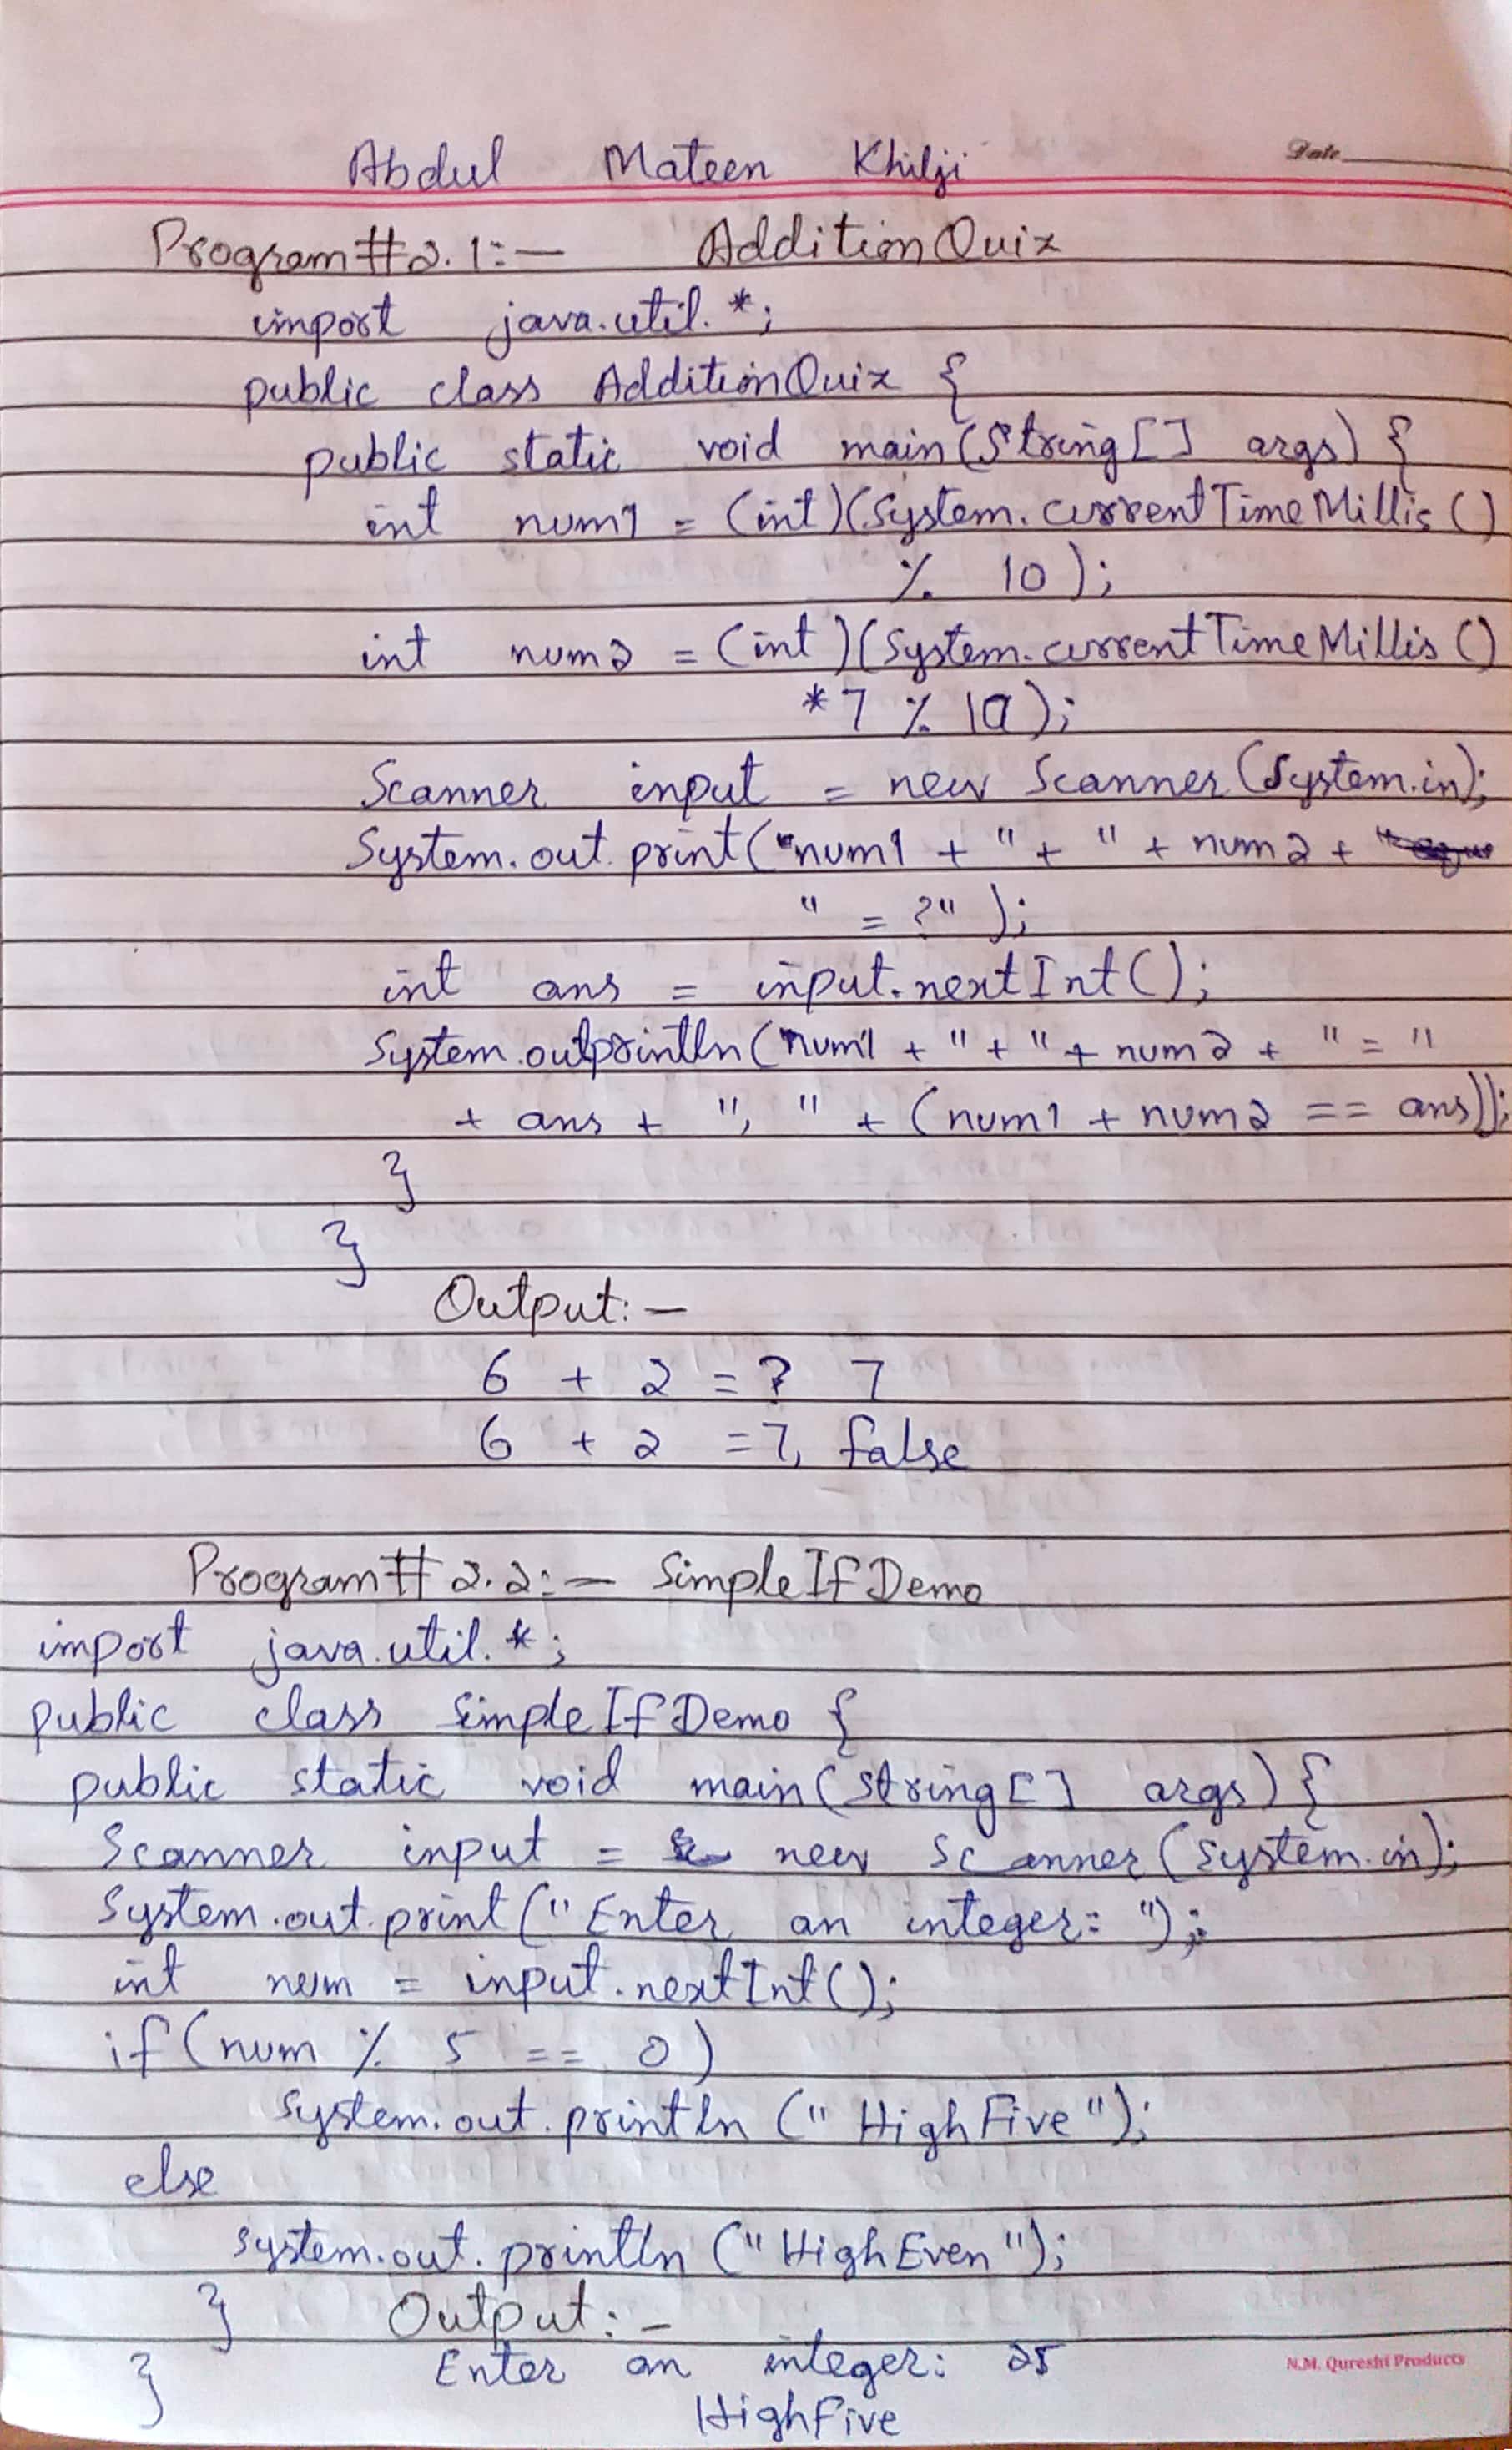 Abdul Mateen Khilji
Date
Program#2.1:- AdditionQuiz
import java.util.*;
public class AdditionQuiz {
public static void main(String[] args) {
int num1 = (int)(System.currentTimeMillis()
% 10);
int num2 = (int)(System.currentTimeMillis()
*7 % 10);
Scanner input = new Scanner(System.in);
System.out.print(num1 + "+" + num2 +
" = ?" );
int ans = input.nextInt();
System.outprintln(num1 + "+" + num2 + " = "
+ ans + ", " + (num1 + num2 == ans));
}
}
Output:-
6 + 2 = ? 7
6 + 2 =7, false
Program# 2.2:- SimpleIfDemo
import java.util.*;
public class SimpleIfDemo {
public static void main(String[] args) {
Scanner input = new Scanner(System.in);
System.out.print("Enter an integer: ");
int num = input.nextInt();
if(num % 5 == 0)
System.out.println("HighFive");
else
System.out.println("HighEven");
} Output:-
} Enter an integer: 25
N.M. Qureshi Products
HighFive